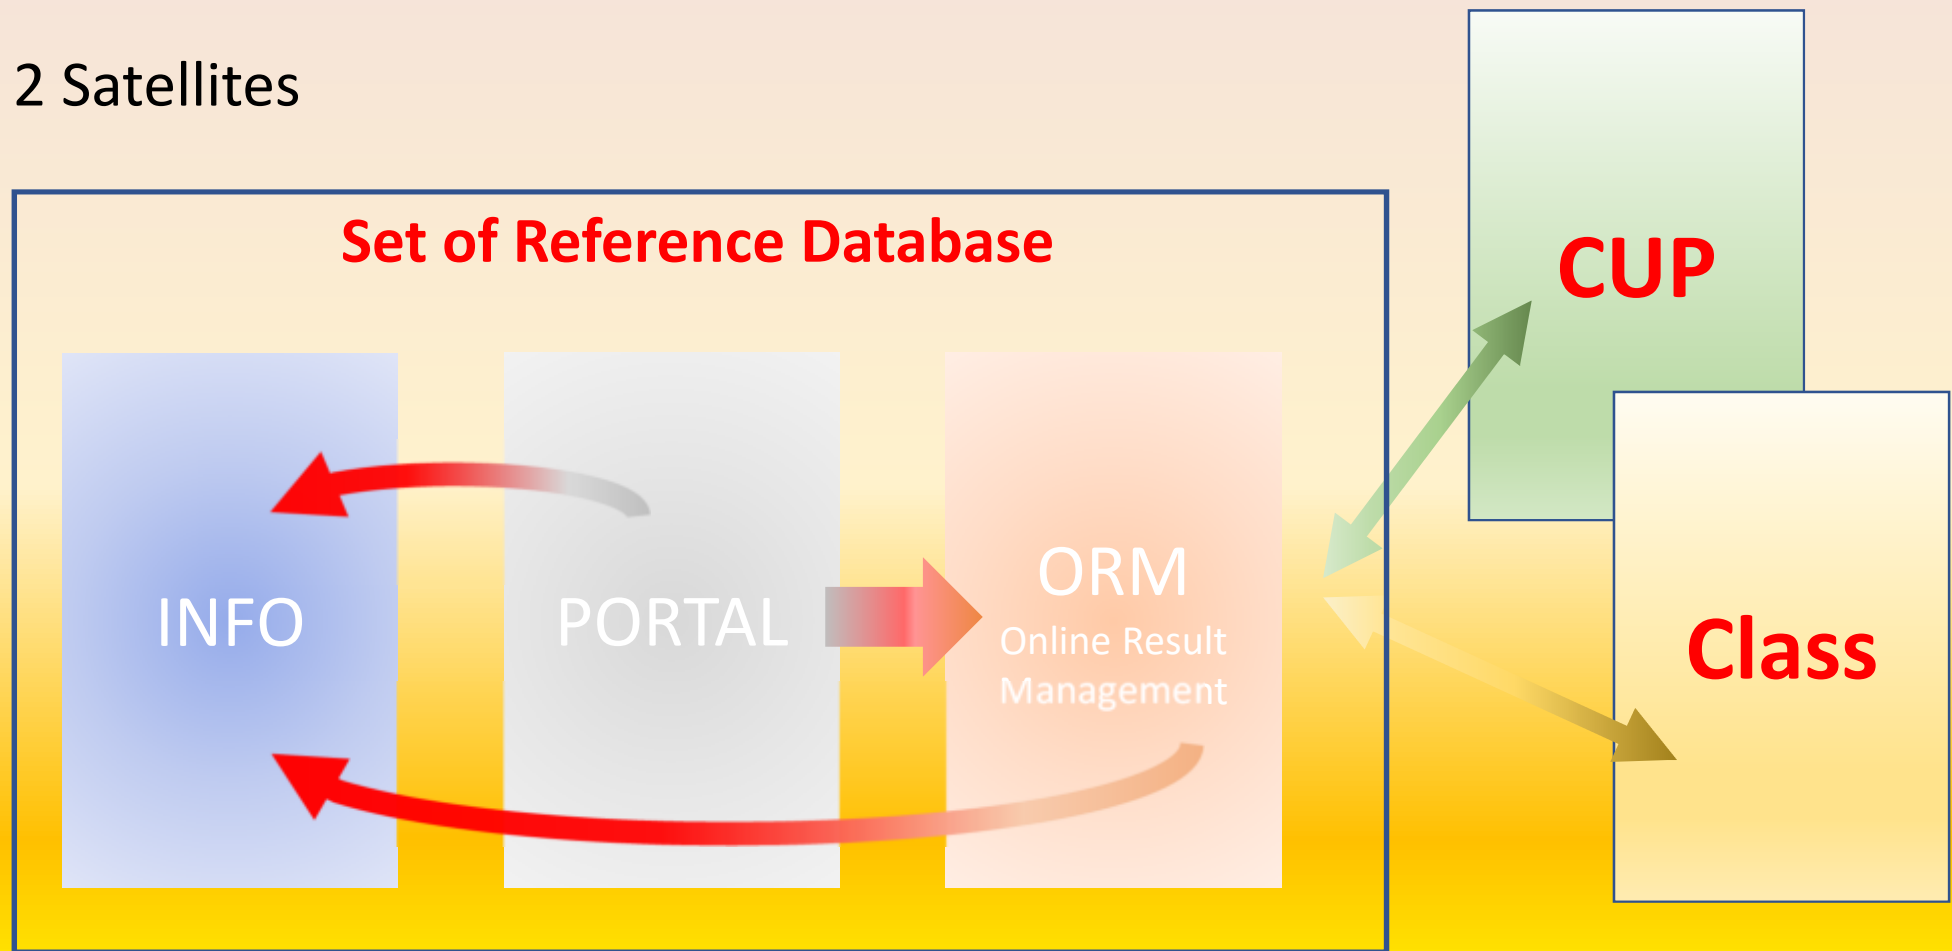 2 Satellites
Set of Reference Database
CUP
INFO
PORTAL
ORM
Online Result
Management
Class